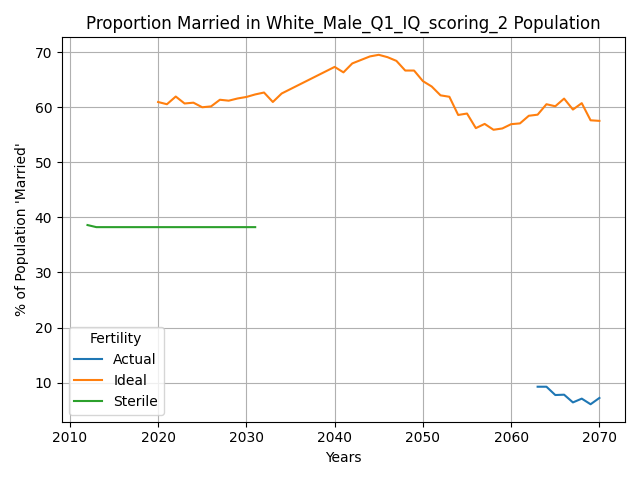 Proportion Married in White_Male_Q1_IQ_scoring_2 Population
% of Population 'Married'
70
60
50
40
30
20
10
Fertility
Actual
Ideal
Sterile
2010 2020 2030 2040 2050 2060 2070
Years